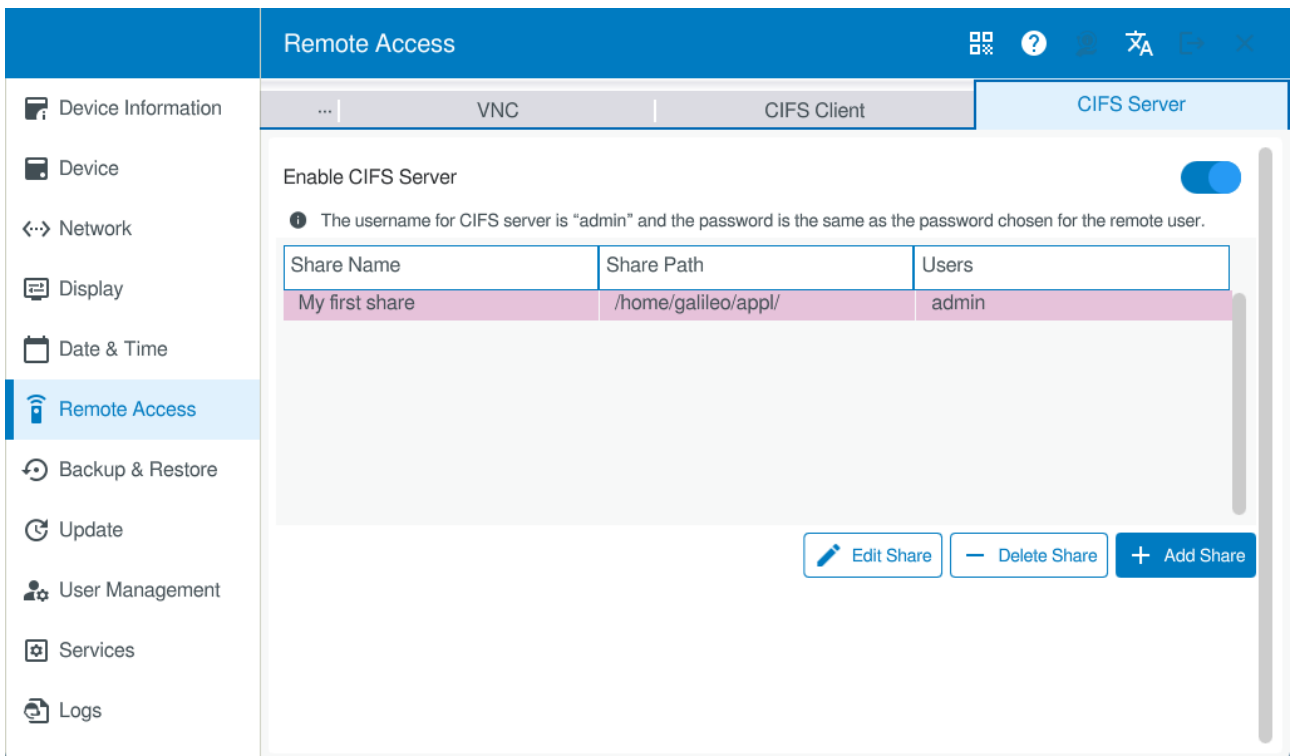 Remote Access
Device Information
Device
Network
Display
Date & Time
Remote Access
Backup & Restore
Update
User Management
Services
Logs
... VNC CIFS Client CIFS Server
Enable CIFS Server
The username for CIFS server is “admin” and the password is the same as the password chosen for the remote user.
Share Name Share Path Users
My first share /home/galileo/appl/ admin
Edit Share Delete Share Add Share